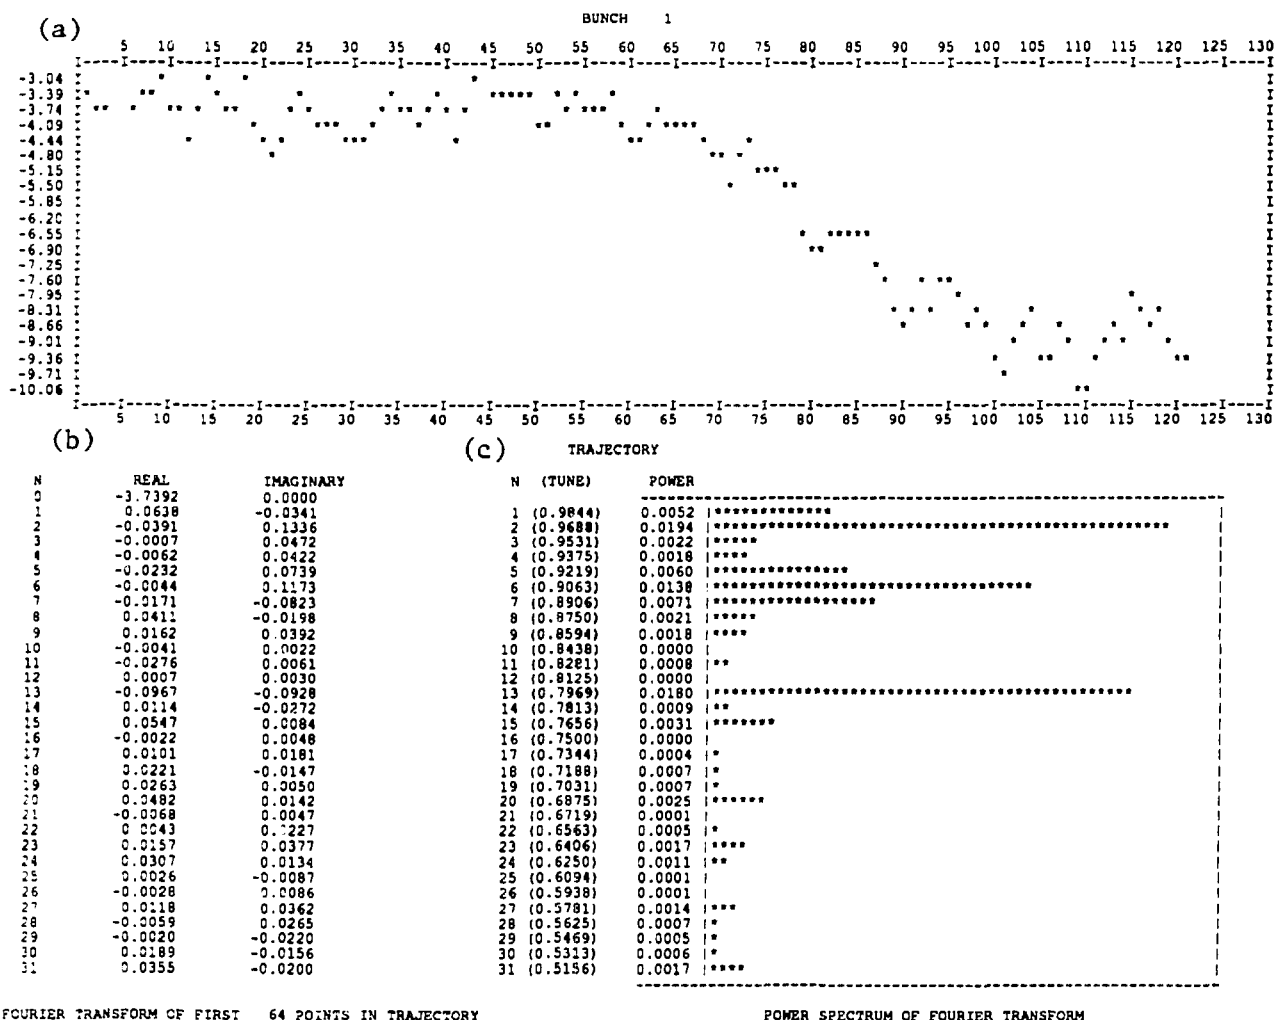 (a)
BUNCH 1
5 10 15 20 25 30 35 40 45 50 55 60 65 70 75 80 85 90 95 100 105 110 115 120 125 130
-3.04
-3.39
-3.74
-4.09
-4.44
-4.80
-5.15
-5.50
-5.85
-6.20
-6.55
-6.90
-7.25
-7.60
-7.95
-8.31
-8.66
-9.01
-9.36
-9.71
-10.06
5 10 15 20 25 30 35 40 45 50 55 60 65 70 75 80 85 90 95 100 105 110 115 120 125 130
TRAJECTORY
(b)
N REAL IMAGINARY
0 -3.7392 0.0000
1 0.0638 -0.0341
2 -0.0391 0.1336
3 -0.0007 0.0472
4 -0.0062 0.0422
5 -0.0232 0.0739
6 -0.0044 0.1173
7 -0.0171 -0.0823
8 0.0411 -0.0198
9 0.0162 0.0392
10 -0.0041 0.0022
11 -0.0276 0.0061
12 0.0007 0.0030
13 -0.0967 -0.0928
14 0.0114 -0.0272
15 0.0547 0.0084
16 -0.0022 0.0048
17 0.0101 0.0181
18 0.0221 -0.0147
19 0.0263 0.0050
20 0.0482 0.0142
21 -0.0068 0.0047
22 0.0043 0.0227
23 0.0157 0.0377
24 0.0307 0.0134
25 0.0026 -0.0087
26 -0.0028 0.0086
27 0.0118 0.0362
28 -0.0059 0.0265
29 -0.0020 -0.0220
30 0.0189 -0.0156
31 0.0355 -0.0200
FOURIER TRANSFORM OF FIRST 64 POINTS IN TRAJECTORY
(c)
N (TUNE) POWER
1 (0.9844) 0.0052
2 (0.9688) 0.0194
3 (0.9531) 0.0022
4 (0.9375) 0.0018
5 (0.9219) 0.0060
6 (0.9063) 0.0138
7 (0.8906) 0.0071
8 (0.8750) 0.0021
9 (0.8594) 0.0018
10 (0.8438) 0.0000
11 (0.8281) 0.0008
12 (0.8125) 0.0000
13 (0.7969) 0.0180
14 (0.7813) 0.0009
15 (0.7656) 0.0031
16 (0.7500) 0.0000
17 (0.7344) 0.0004
18 (0.7188) 0.0007
19 (0.7031) 0.0007
20 (0.6875) 0.0025
21 (0.6719) 0.0001
22 (0.6563) 0.0005
23 (0.6406) 0.0017
24 (0.6250) 0.0011
25 (0.6094) 0.0001
26 (0.5938) 0.0001
27 (0.5781) 0.0014
28 (0.5625) 0.0007
29 (0.5469) 0.0005
30 (0.5313) 0.0006
31 (0.5156) 0.0017
POWER SPECTRUM OF FOURIER TRANSFORM